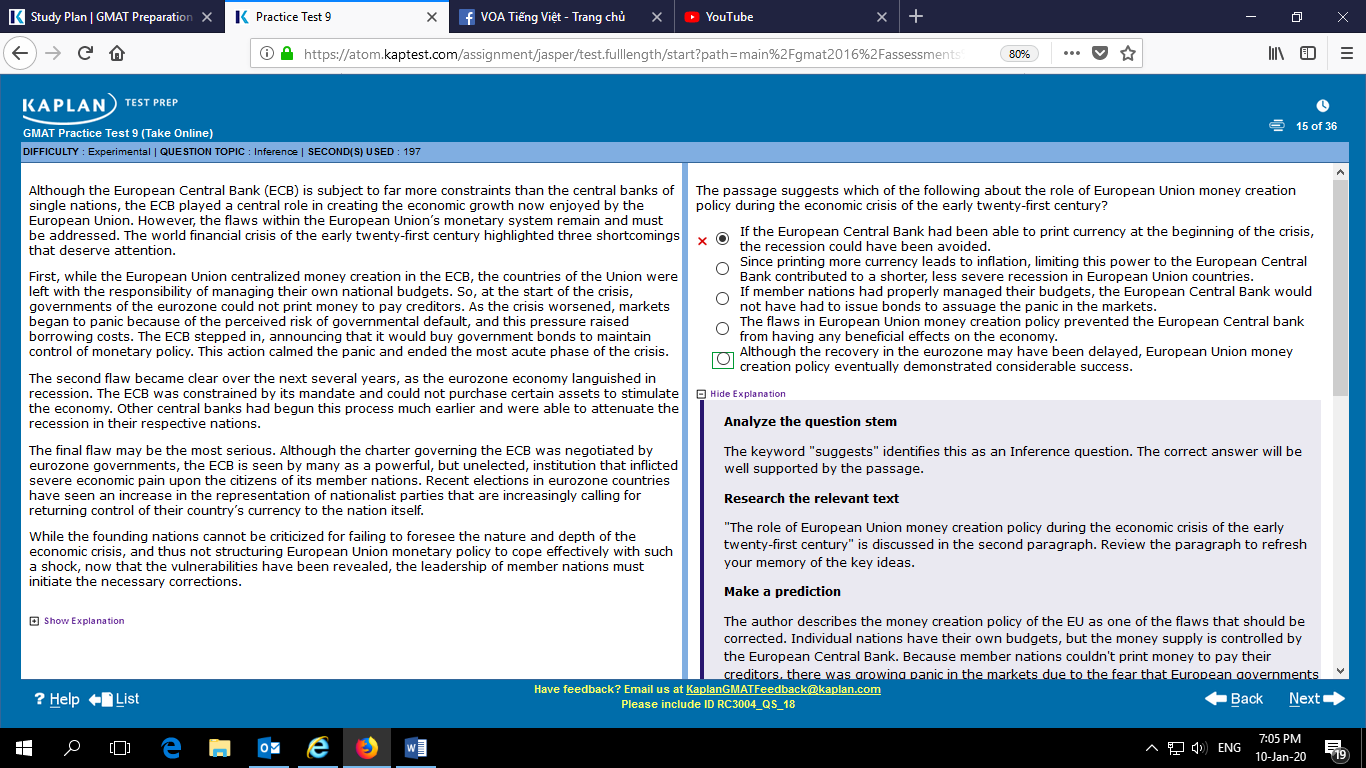 Study Plan | GMAT Preparation
Practice Test 9
VOA Tiếng Việt - Trang chủ
YouTube
https://atom.kaptest.com/assignment/jasper/test.fulllength/start?path=main%2Fgmat2016%2Fassessments
80%
KAPLAN TEST PREP
GMAT Practice Test 9 (Take Online)
15 of 36
DIFFICULTY : Experimental | QUESTION TOPIC : Inference | SECOND(S) USED : 197
Although the European Central Bank (ECB) is subject to far more constraints than the central banks of
single nations, the ECB played a central role in creating the economic growth now enjoyed by the
European Union. However, the flaws within the European Union's monetary system remain and must
be addressed. The world financial crisis of the early twenty-first century highlighted three shortcomings
that deserve attention.
First, while the European Union centralized money creation in the ECB, the countries of the Union were
left with the responsibility of managing their own national budgets. So, at the start of the crisis,
governments of the eurozone could not print money to pay creditors. As the crisis worsened, markets
began to panic because of the perceived risk of governmental default, and this pressure raised
borrowing costs. The ECB stepped in, announcing that it would buy government bonds to maintain
control of monetary policy. This action calmed the panic and ended the most acute phase of the crisis.
The second flaw became clear over the next several years, as the eurozone economy languished in
recession. The ECB was constrained by its mandate and could not purchase certain assets to stimulate
the economy. Other central banks had begun this process much earlier and were able to attenuate the
recession in their respective nations.
The final flaw may be the most serious. Although the charter governing the ECB was negotiated by
eurozone governments, the ECB is seen by many as a powerful, but unelected, institution that inflicted
severe economic pain upon the citizens of its member nations. Recent elections in eurozone countries
have seen an increase in the representation of nationalist parties that are increasingly calling for
returning control of their country's currency to the nation itself.
While the founding nations cannot be criticized for failing to foresee the nature and depth of the
economic crisis, and thus not structuring European Union monetary policy to cope effectively with such
a shock, now that the vulnerabilities have been revealed, the leadership of member nations must
initiate the necessary corrections.
Show Explanation
The passage suggests which of the following about the role of European Union money creation
policy during the economic crisis of the early twenty-first century?
If the European Central Bank had been able to print currency at the beginning of the crisis,
the recession could have been avoided.
Since printing more currency leads to inflation, limiting this power to the European Central
Bank contributed to a shorter, less severe recession in European Union countries.
If member nations had properly managed their budgets, the European Central Bank would
not have had to issue bonds to assuage the panic in the markets.
The flaws in European Union money creation policy prevented the European Central bank
from having any beneficial effects on the economy.
Although the recovery in the eurozone may have been delayed, European Union money
creation policy eventually demonstrated considerable success.
Hide Explanation
Analyze the question stem
The keyword "suggests" identifies this as an Inference question. The correct answer will be
well supported by the passage.
Research the relevant text
"The role of European Union money creation policy during the economic crisis of the early
twenty-first century" is discussed in the second paragraph. Review the paragraph to refresh
your memory of the key ideas.
Make a prediction
The author describes the money creation policy of the EU as one of the flaws that should be
corrected. Individual nations have their own budgets, but the money supply is controlled by
the European Central Bank. Because member nations couldn't print money to pay their
creditors, there was growing panic in the markets due to the fear that European governments
? Help
List
Have feedback? Email us at KaplanGMATFeedback@kaplan.com
Please include ID RC3004_QS_18
Back
Next
ENG
7:05 PM
10-Jan-20
19